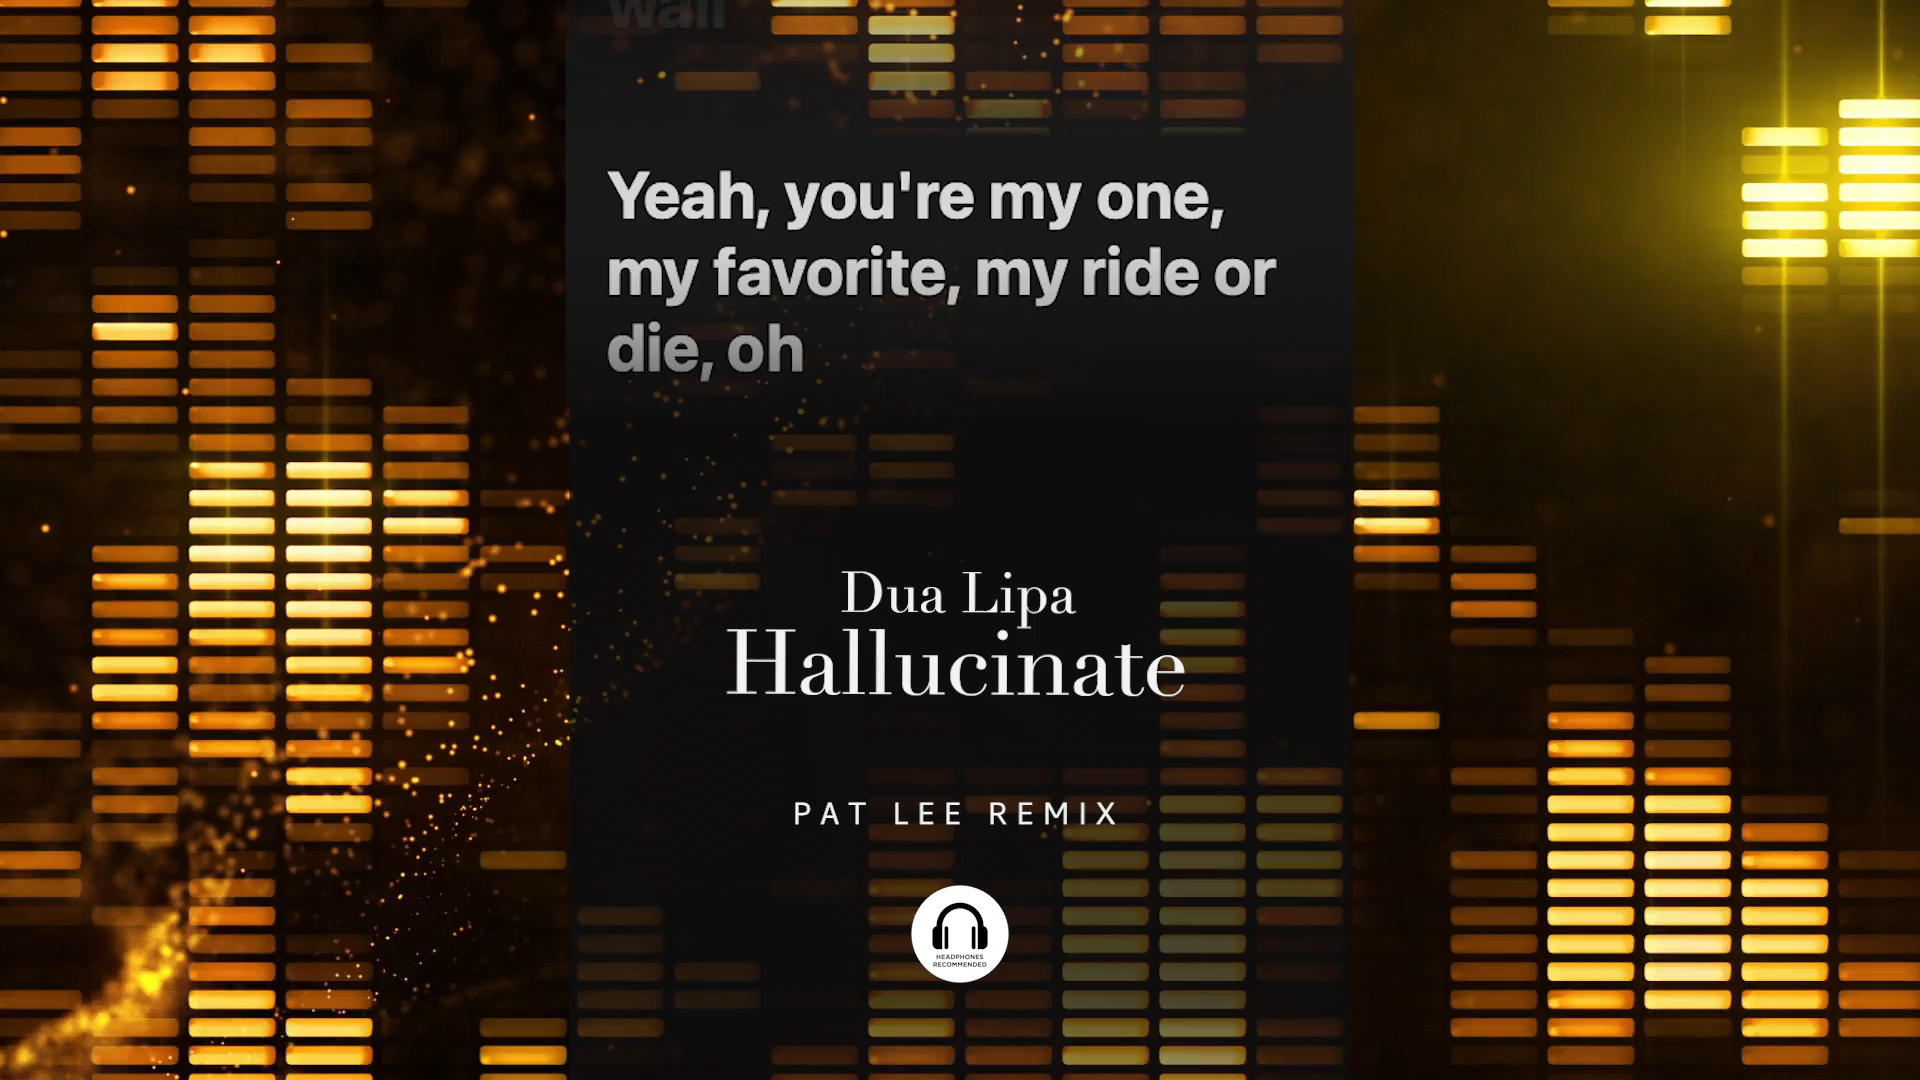 wall
Yeah, you're my one,
my favorite, my ride or
die, oh
Dua Lipa
Hallucinate
PAT LEE REMIX
HEADPHONES
RECOMMENDED